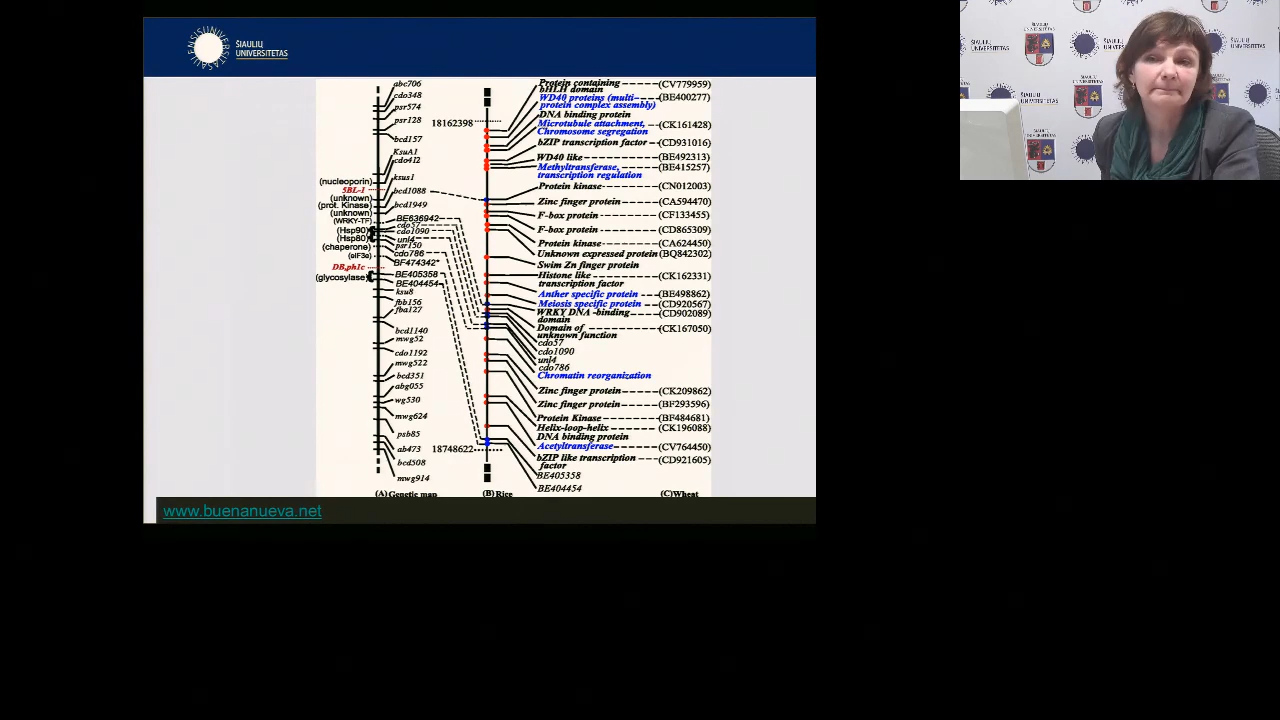 ŠIAULIŲ
UNIVERSITETAS
abc706
cdo348
psr574
psr128
bcd157
KsuA1
cdo412
ksus1
bcd1088
bcd1949
BE636942
cdo57
cdo1090
unl4
psr150
cdo786
BF474342*
BE405358
BE404454
ksu8
fbb156
fba127
bcd1140
mwg52
cdo1192
mwg522
bcd351
abg055
wg530
mwg624
psb85
ab473
bcd508
mwg914
(nucleoporin)
5BL-1
(unknown)
(prot. Kinase)
(unknown)
(WRKY-TF)
(Hsp90)
(Hsp80)
(chaperone)
(eIF3e)
DB,ph1c
(glycosylase)
18162398
18748622
Protein containing (CV779959)
bHLH domain
WD40 proteins (multi- (BE400277)
protein complex assembly)
DNA binding protein
Microtubule attachment, (CK161428)
Chromosome segregation
bZIP transcription factor (CD931016)
WD40 like (BE492313)
Methyltransferase, (BE415257)
transcription regulation
Protein kinase (CN012003)
Zinc finger protein (CA594470)
F-box protein (CF133455)
F-box protein (CD865309)
Protein kinase (CA624450)
Unknown expressed protein (BQ842302)
Swim Zn finger protein
Histone like (CK162331)
transcription factor
Anther specific protein (BE498862)
Meiosis specific protein (CD920567)
WRKY DNA -binding (CD902089)
domain
Domain of (CK167050)
unknown function
cdo57
cdo1090
unl4
cdo786
Chromatin reorganization
Zinc finger protein (CK209862)
Zinc finger protein (BF293596)
Protein Kinase (BF484681)
Helix-loop-helix (CK196088)
DNA binding protein
Acetyltransferase (CV764450)
bZIP like transcription (CD921605)
factor
BE405358
BE404454
(A) Genetic map (B) Rice (C) Wheat
www.buenanueva.net